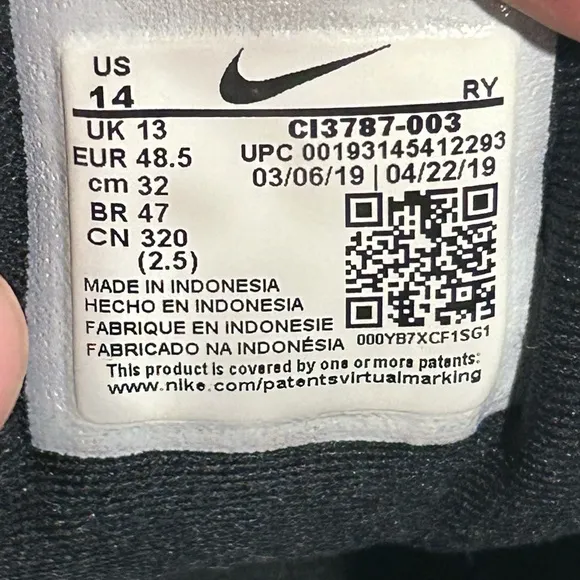 US
14
RY
UK 13
EUR 48.5
cm 32
BR 47
CN 320
(2.5)
CI3787-003
UPC 00193145412293
03/06/19 | 04/22/19
000YB7XCF1SG1
MADE IN INDONESIA
HECHO EN INDONESIA
FABRIQUE EN INDONESIE
FABRICADO NA INDONÉSIA
This product is covered by one or more patents:
www.nike.com/patentsvirtualmarking